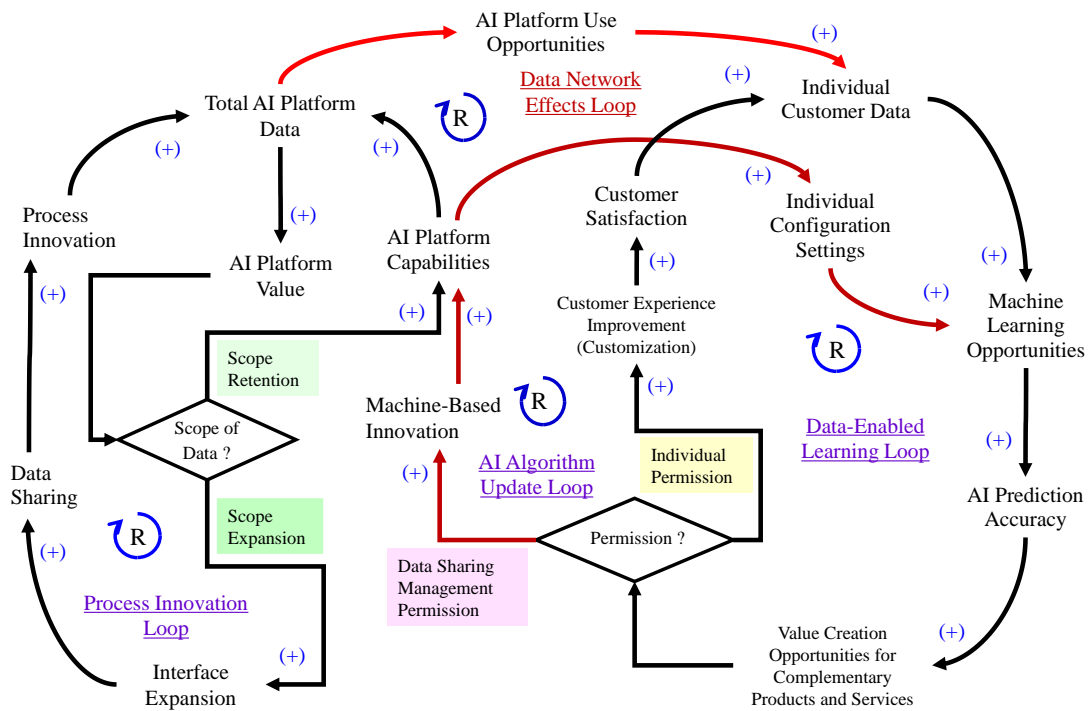 AI Platform Use
Opportunities
(+)
(+)
Data Network
Effects Loop
Individual
Customer Data
Total AI Platform
Data
R
(+)
(+)
(+)
Customer
Satisfaction
Individual
Configuration
Settings
Process
Innovation
(+)
AI Platform
Capabilities
(+)
AI Platform
Value
(+)
(+)
(+)
(+)
(+)
Customer Experience
Improvement
(Customization)
Machine
Learning
Opportunities
R
Scope
Retention
(+)
Machine-Based
Innovation
R
Scope of
Data ?
Data-Enabled
Learning Loop
(+)
AI Algorithm
Update Loop
Individual
Permission
(+)
Data
Sharing
AI Prediction
Accuracy
Scope
Expansion
R
(+)
Permission ?
Data Sharing
Management
Permission
Process Innovation
Loop
(+)
(+)
Interface
Expansion
Value Creation
Opportunities for
Complementary
Products and Services